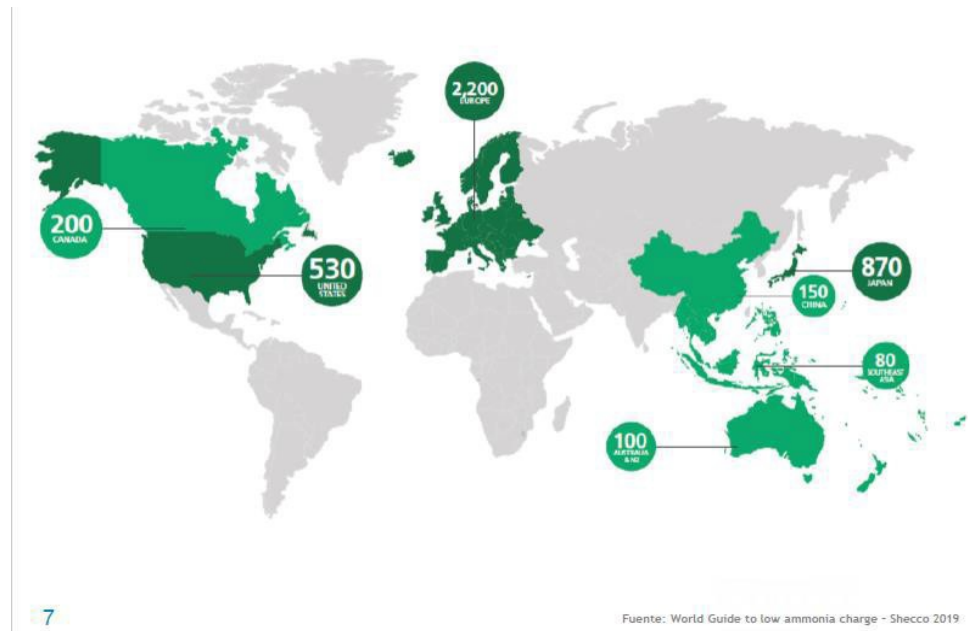 2,200
EUROPE
200
CANADA
530
UNITED
STATES
870
JAPAN
150
CHINA
80
SOUTHEAST
ASIA
100
AUSTRALIA
& NZ
7
Fuente: World Guide to low ammonia charge - Shecco 2019